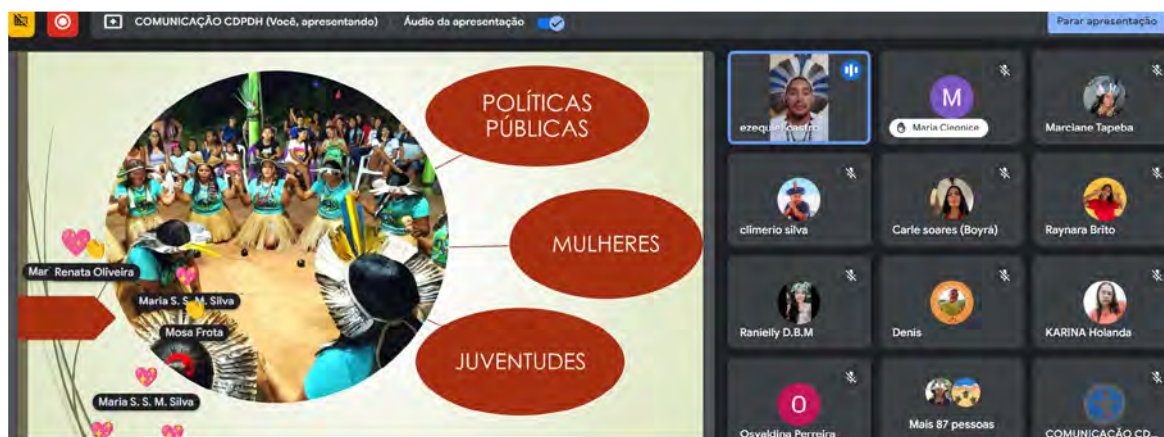 COMUNICAÇÃO CDPDH (Você, apresentando)
Áudio da apresentação
Parar apresentação
POLÍTICAS
PÚBLICAS
MULHERES
JUVENTUDES
Mar
Renata Oliveira
Maria S. S. M. Silva
Mosa Frota
Maria S. S. M. Silva
ezequiel castro
M
Maria Cleonice
Marciane Tapeba
climerio silva
Carle soares (Boyrá)
Raynara Brito
Ranielly D.B.M
Denis
KARINA Holanda
O
Osvaldina Perreira
Mais 87 pessoas
COMUNICAÇÃO CD...